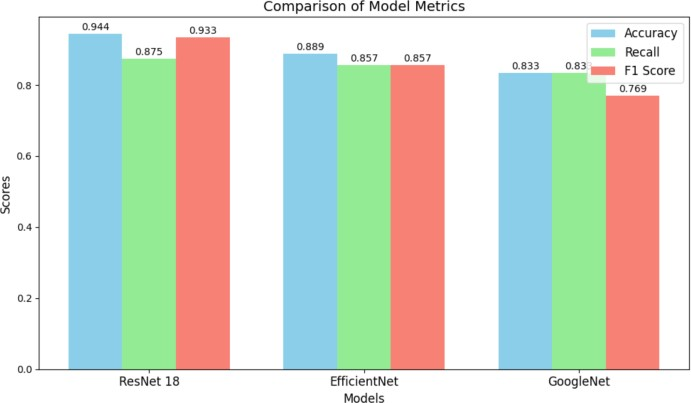 Comparison of Model Metrics
0.944
0.875
0.933
0.889
0.857
0.857
0.833
0.769
Accuracy
Recall
F1 Score
Scores
0.8
0.6
0.4
0.2
0.0
ResNet 18
EfficientNet
GoogleNet
Models